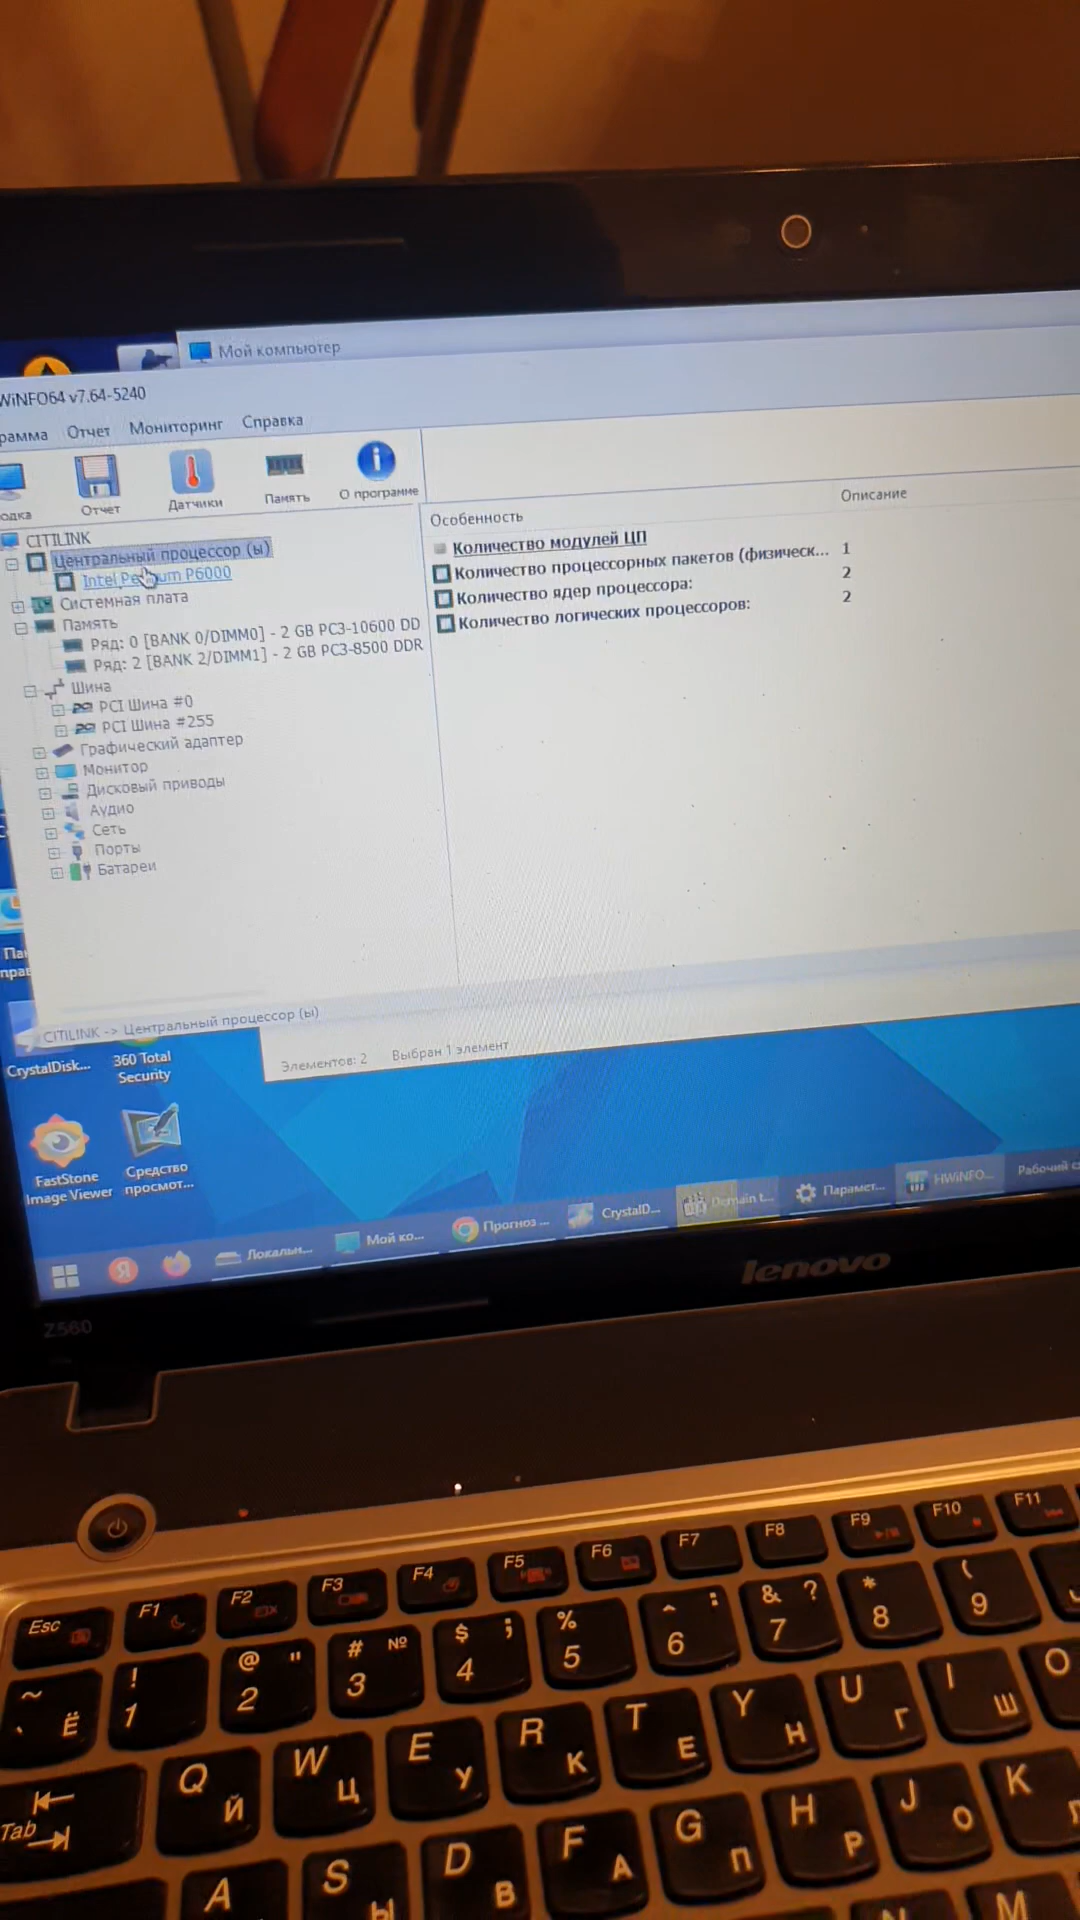 Мой компьютер
WiNFO64 v7.64-5240
рамма Отчет Мониторинг Справка
одка Отчет Датчики Память О программе
CITILINK
Центральный процессор (ы)
Intel Pentium P6000
Системная плата
Память
Ряд: 0 [BANK 0/DIMM0] - 2 GB PC3-10600 DD
Ряд: 2 [BANK 2/DIMM1] - 2 GB PC3-8500 DDR
Шина
PCI Шина #0
PCI Шина #255
Графический адаптер
Монитор
Дисковый приводы
Аудио
Сеть
Порты
Батареи
Особенность Описание
Количество модулей ЦП
Количество процессорных пакетов (физическ... 1
Количество ядер процессора: 2
Количество логических процессоров: 2
CITILINK -> Центральный процессор (ы)
Элементов: 2 Выбран 1 элемент
CrystalDisk...
360 Total
Security
FastStone
Image Viewer
Средство
просмот...
Локальн... Мой ко... Прогноз ... CrystalD... Domain t... Парамет... HWiNFO... Рабочий с
lenovo
Z560
Esc F1 F2 F3 F4 F5 F6 F7 F8 F9 F10 F11
~ ` Ё ! 1 @ " 2 # № 3 $ ; 4 % 5 ^ : 6 & ? 7 * 8 ( 9
Tab Q Й W Ц E У R К T Е Y Н U Г I Ш O
A S Ы D В F А G П H Р J О K
M